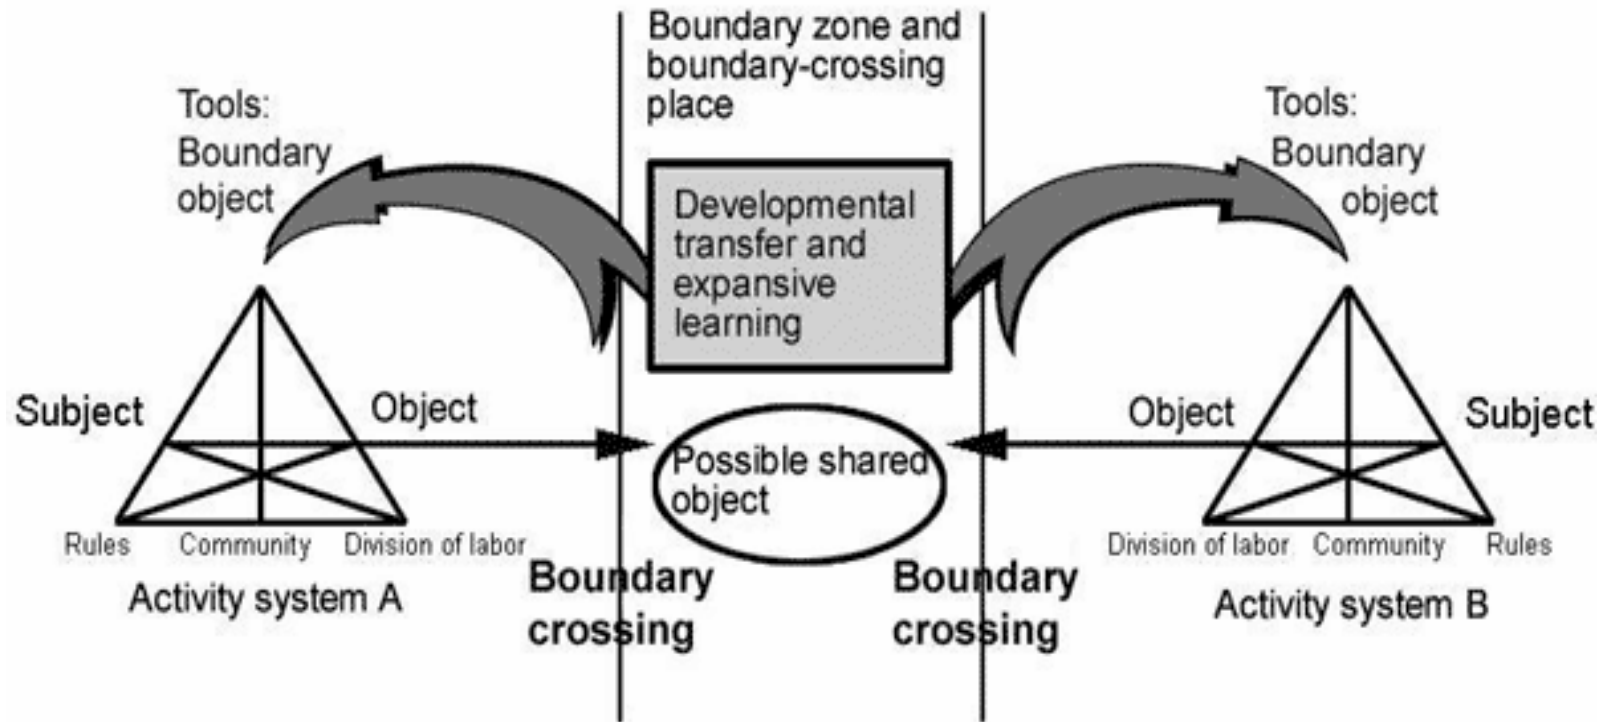 Boundary zone and
boundary-crossing
place
Tools:
Boundary
object
Tools:
Boundary
object
Developmental
transfer and
expansive
learning
Subject
Object
Object
Subject
Possible shared
object
Rules
Community
Division of labor
Division of labor
Community
Rules
Activity system A
Boundary
crossing
Boundary
crossing
Activity system B